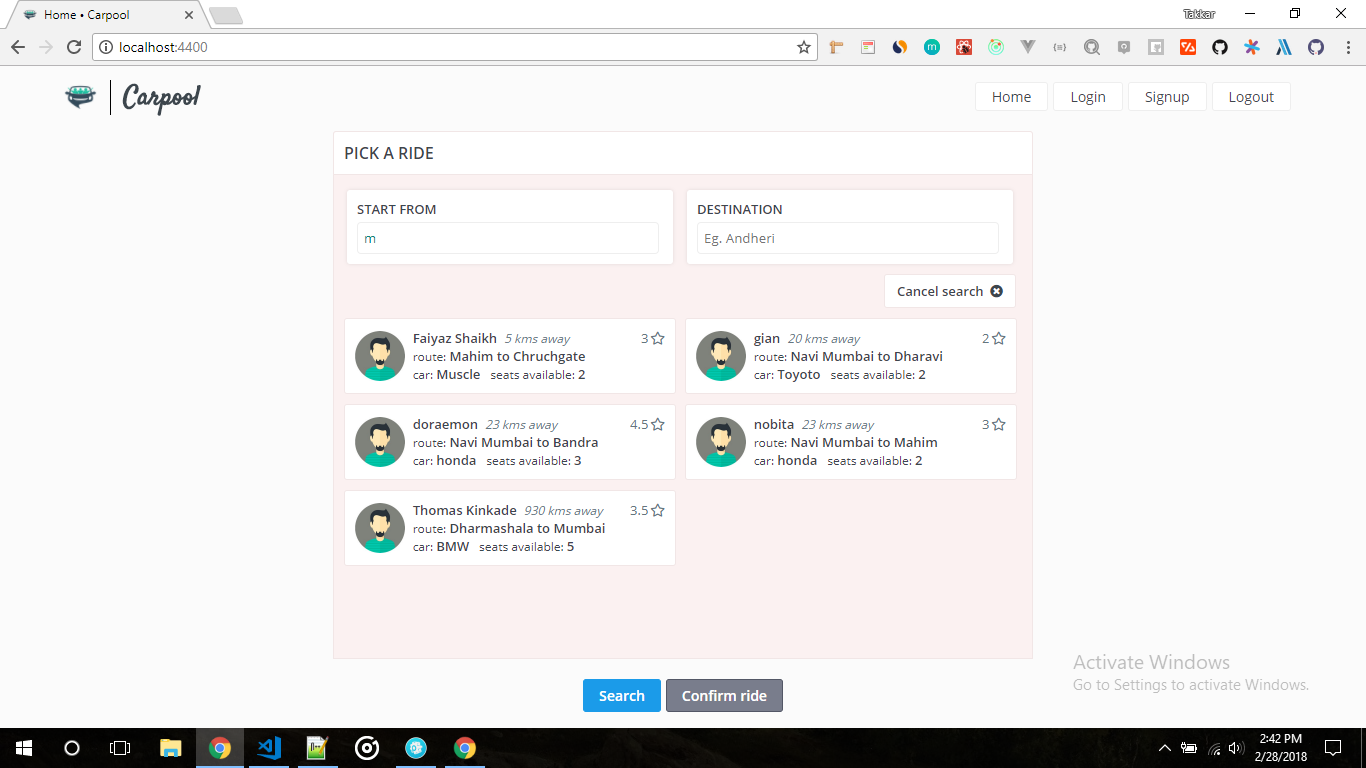 Home • Carpool
Takkar
localhost:4400
Carpool
Home
Login
Signup
Logout
PICK A RIDE
START FROM
m
DESTINATION
Eg. Andheri
Cancel search
Faiyaz Shaikh 5 kms away 3
route: Mahim to Chruchgate
car: Muscle seats available: 2
gian 20 kms away 2
route: Navi Mumbai to Dharavi
car: Toyoto seats available: 2
doraemon 23 kms away 4.5
route: Navi Mumbai to Bandra
car: honda seats available: 3
nobita 23 kms away 3
route: Navi Mumbai to Mahim
car: honda seats available: 2
Thomas Kinkade 930 kms away 3.5
route: Dharmashala to Mumbai
car: BMW seats available: 5
Search
Confirm ride
Activate Windows
Go to Settings to activate Windows.
2:42 PM
2/28/2018